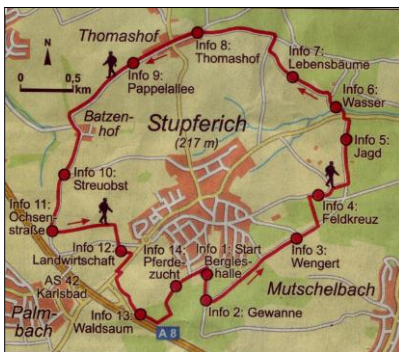 Thomashof
Info 8:
Thomashof
N
0
0,5
km
Info 9:
Pappelallee
Info 7:
Lebensbäume
Info 6:
Wasser
Batzen-
hof
Stupferich
(217 m)
Info 5:
Jagd
Info 10:
Streuobst
Info 4:
Feldkreuz
Info 11:
Ochsen-
straße
Info 12:
Landwirtschaft
Info 14:
Pferde-
zucht
Info 1: Start
Bergles-
halle
Info 3:
Wengert
AS 42
Karlsbad
Mutschelbach
Palm-
bach
Info 13:
Waldsaum
A 8
Info 2: Gewanne